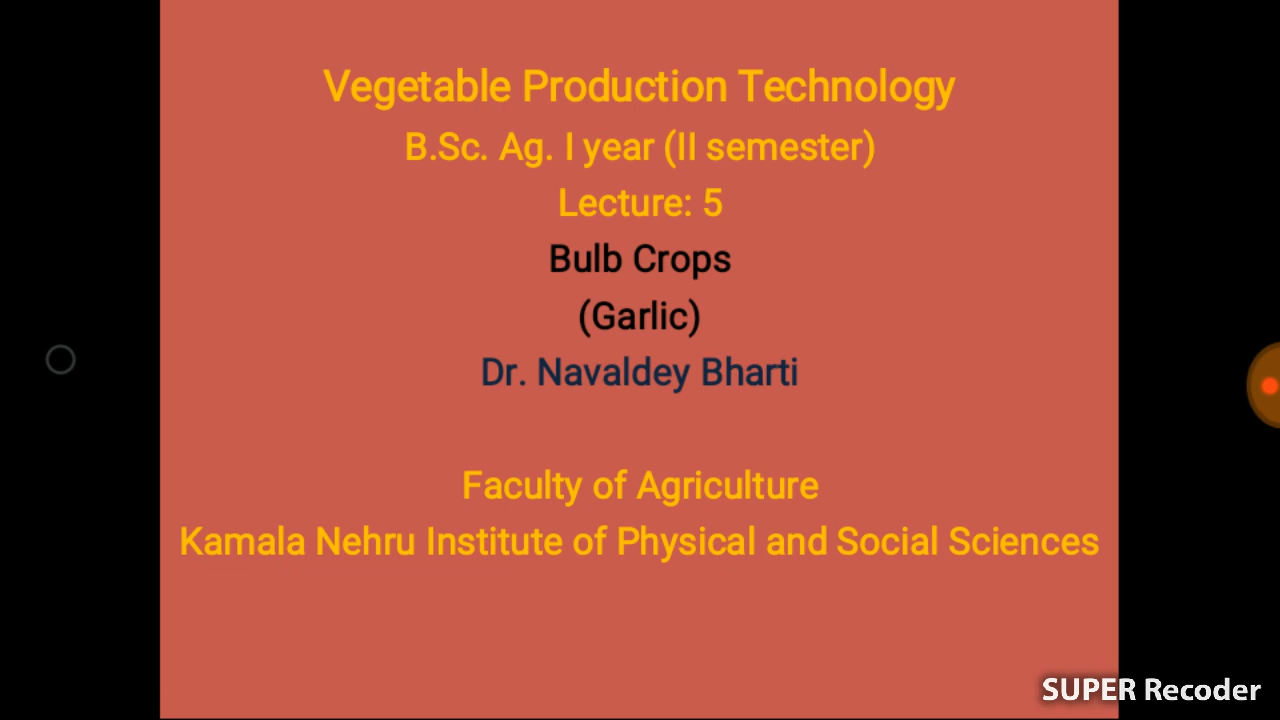 Vegetable Production Technology
B.Sc. Ag. I year (II semester)
Lecture: 5
Bulb Crops
(Garlic)
Dr. Navaldey Bharti
Faculty of Agriculture
Kamala Nehru Institute of Physical and Social Sciences
SUPER Recoder